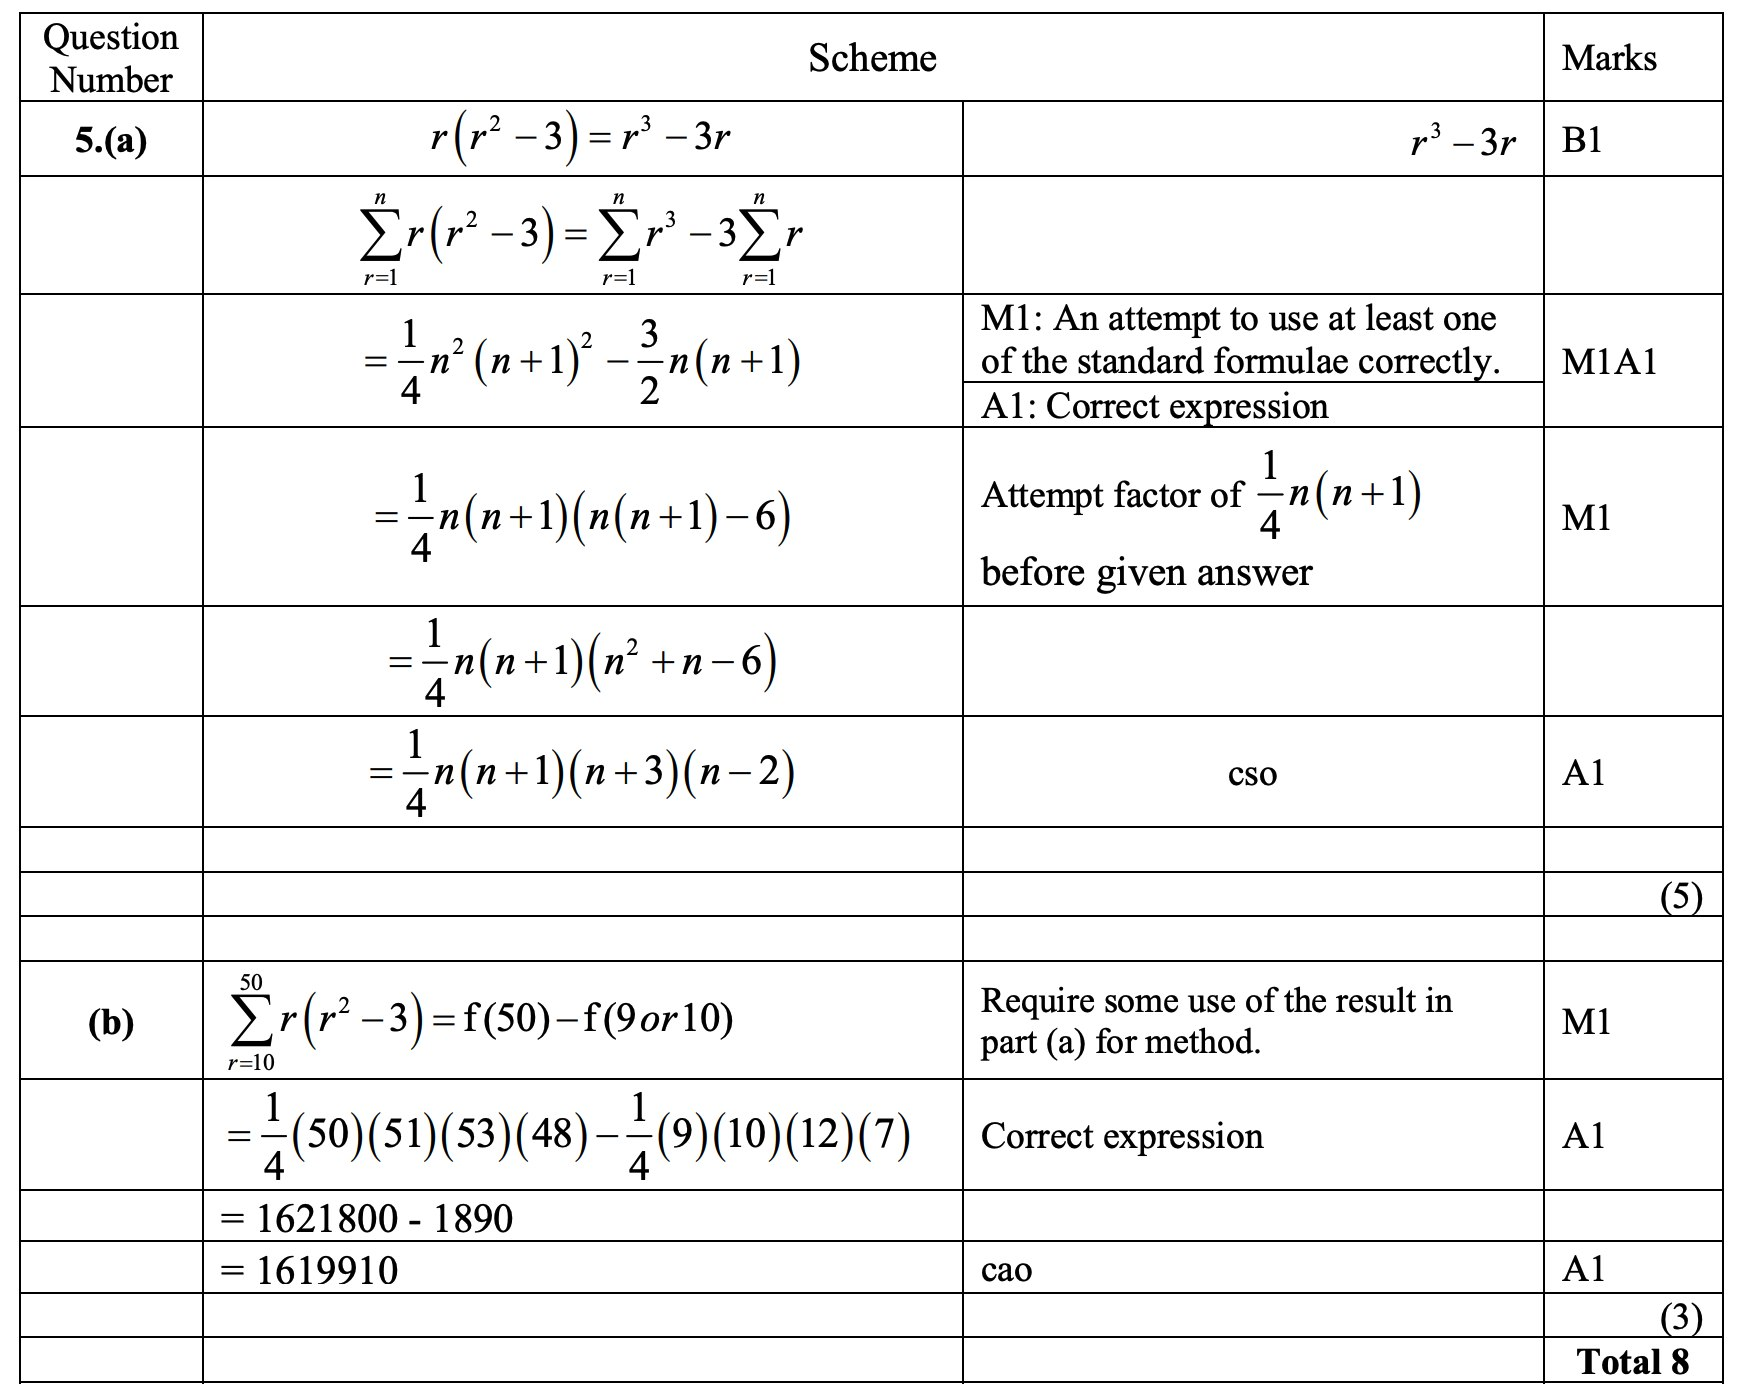 Question Number | Scheme | Marks
5.(a) | r(r² − 3) = r³ − 3r | r³ − 3r | B1
∑_{r=1}^{n} r(r² − 3) = ∑_{r=1}^{n} r³ − 3∑_{r=1}^{n} r
= 1/4 n²(n+1)² − 3/2 n(n+1) | M1: An attempt to use at least one of the standard formulae correctly. | M1A1
A1: Correct expression
= 1/4 n(n+1)(n(n+1)−6) | Attempt factor of 1/4 n(n+1) before given answer | M1
= 1/4 n(n+1)(n² + n − 6)
= 1/4 n(n+1)(n+3)(n−2) | cso | A1
(5)
(b) | ∑_{r=10}^{50} r(r² − 3) = f(50) − f(9 or 10) | Require some use of the result in part (a) for method. | M1
= 1/4(50)(51)(53)(48) − 1/4(9)(10)(12)(7) | Correct expression | A1
= 1621800 - 1890
= 1619910 | cao | A1
(3)
Total 8